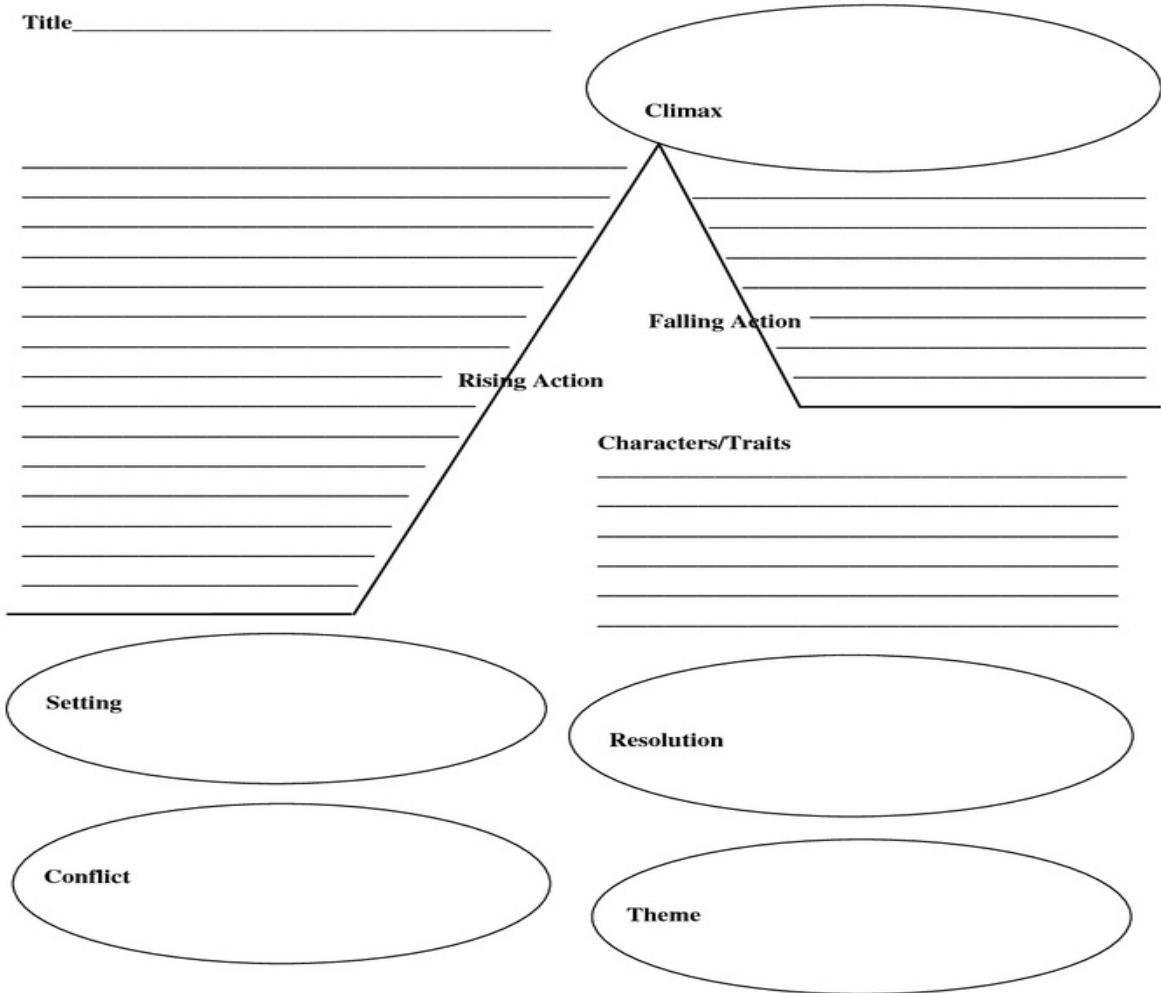 Title
Climax
Falling Action
Rising Action
Characters/Traits
Setting
Resolution
Conflict
Theme